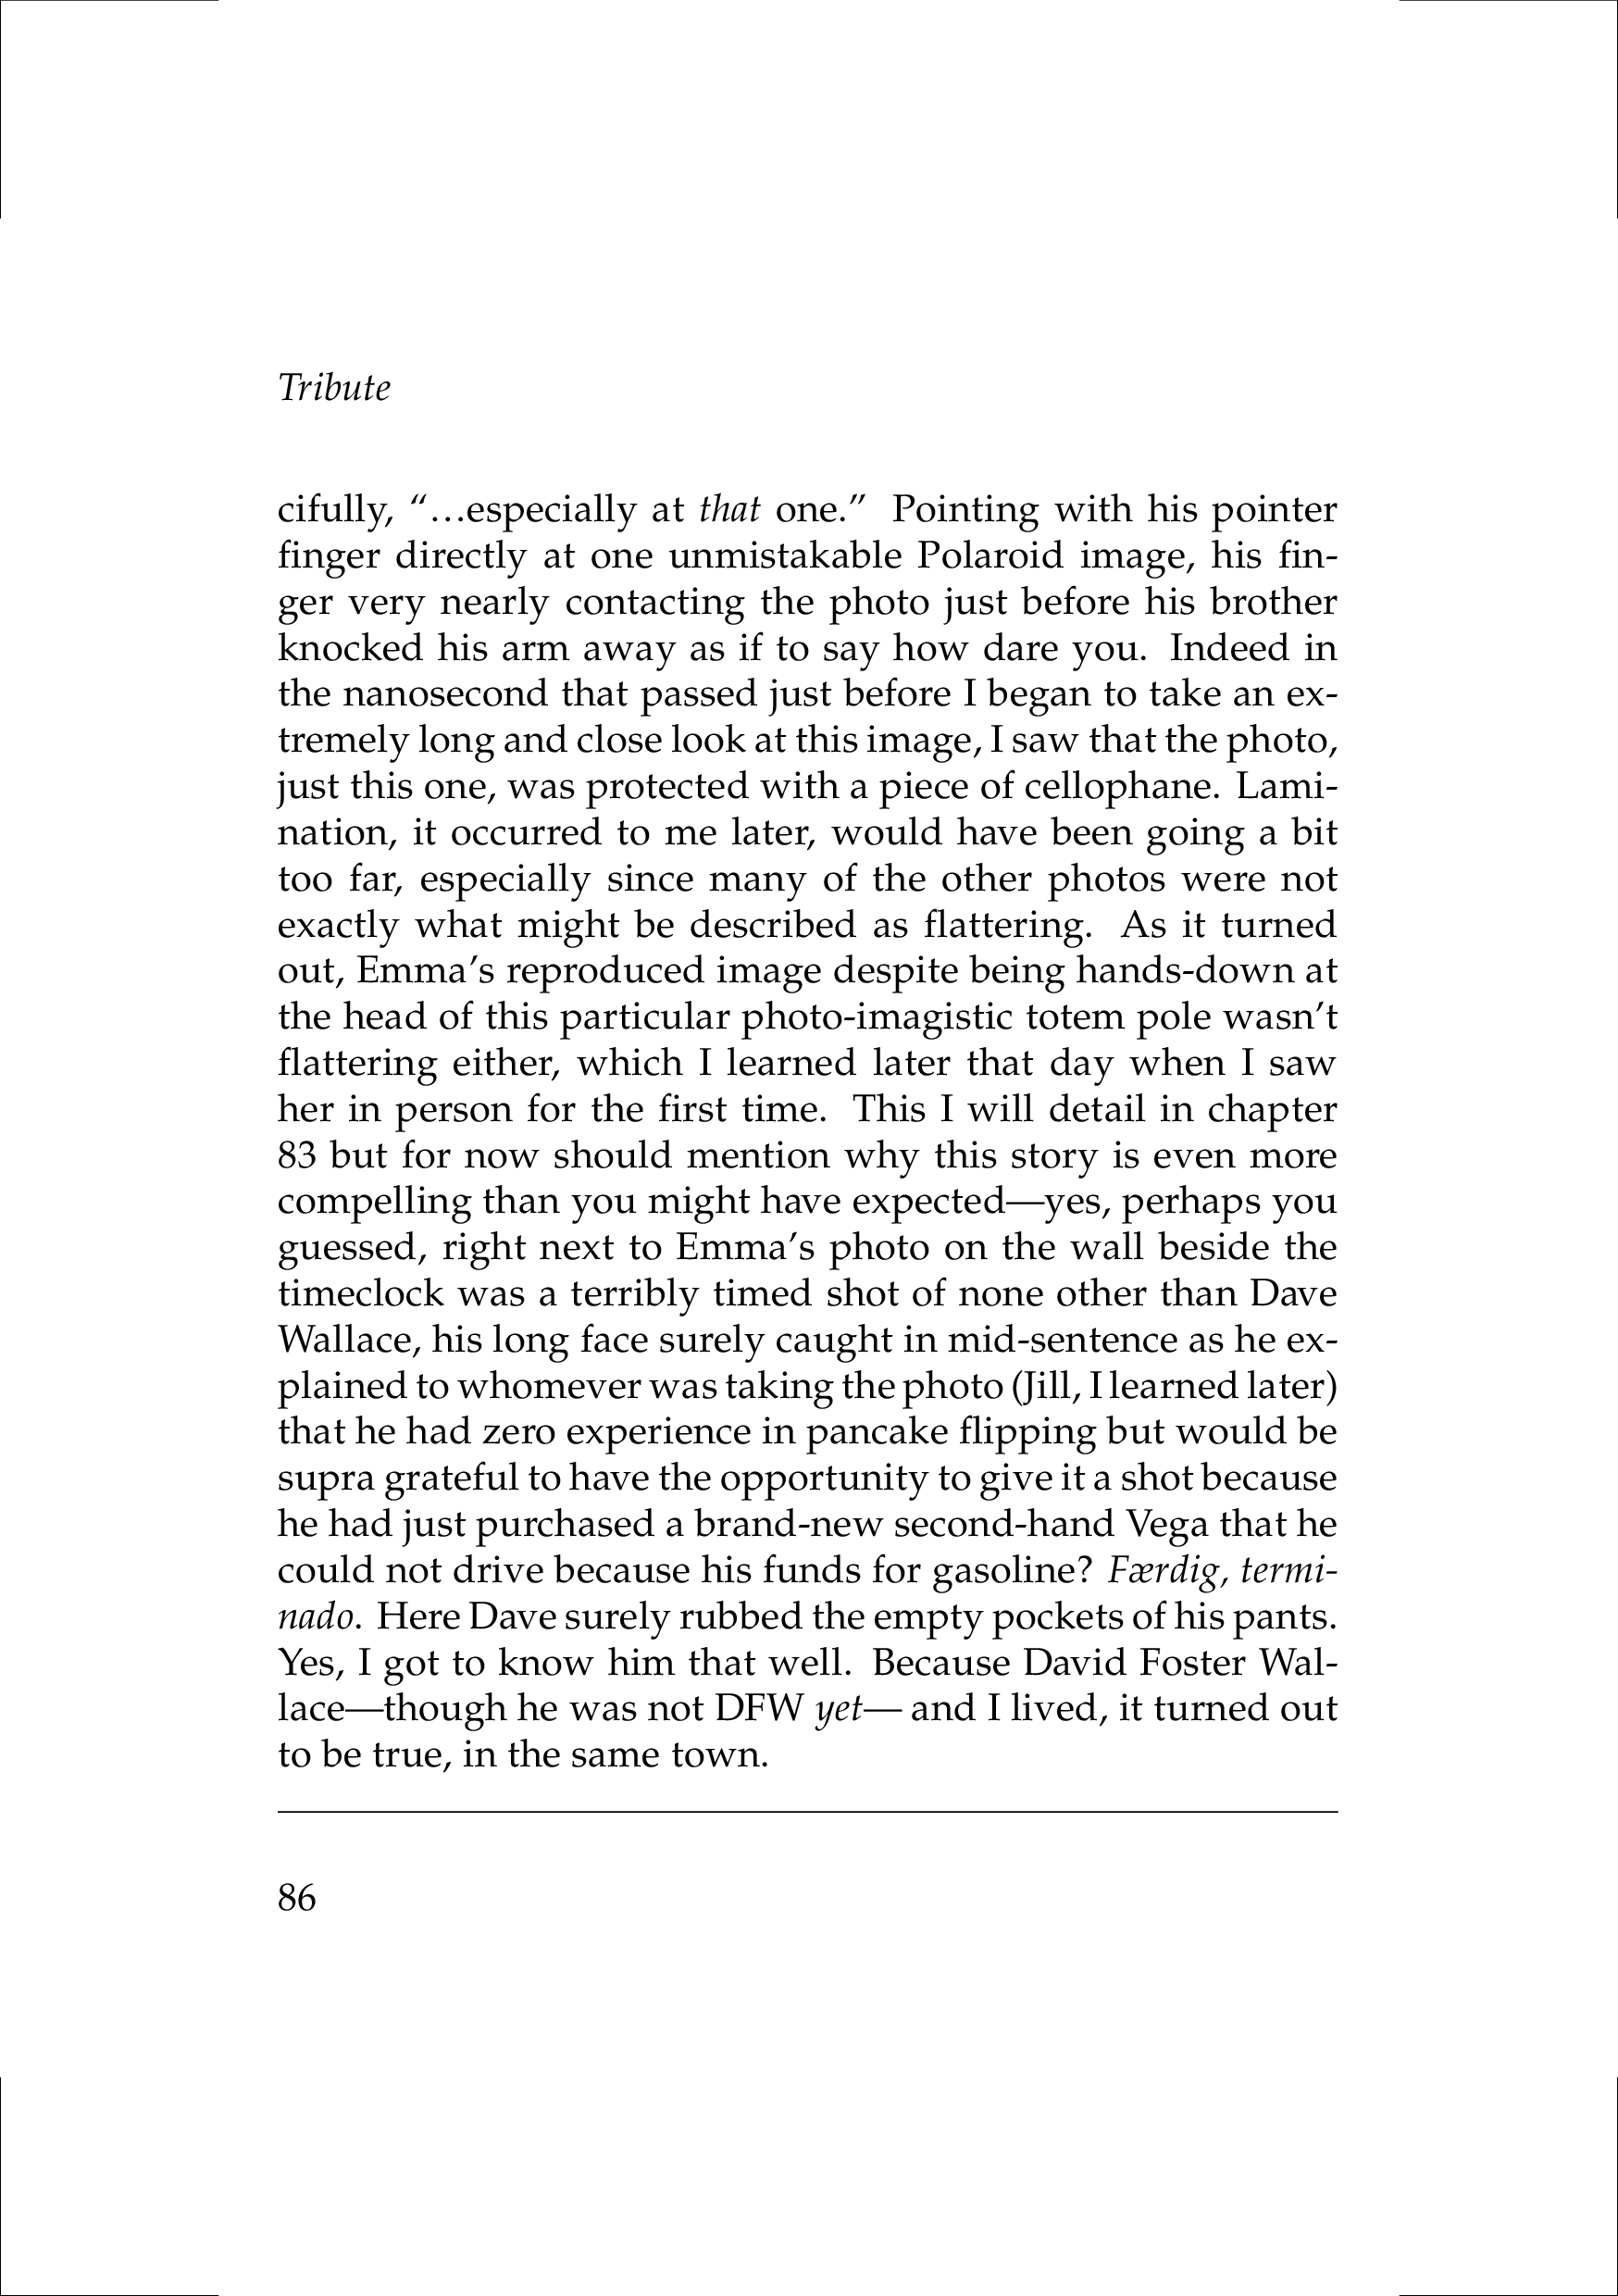 Tribute
cifully, “…especially at that one.” Pointing with his pointer
finger directly at one unmistakable Polaroid image, his fin-
ger very nearly contacting the photo just before his brother
knocked his arm away as if to say how dare you. Indeed in
the nanosecond that passed just before I began to take an ex-
tremely long and close look at this image, I saw that the photo,
just this one, was protected with a piece of cellophane. Lami-
nation, it occurred to me later, would have been going a bit
too far, especially since many of the other photos were not
exactly what might be described as flattering. As it turned
out, Emma’s reproduced image despite being hands-down at
the head of this particular photo-imagistic totem pole wasn’t
flattering either, which I learned later that day when I saw
her in person for the first time. This I will detail in chapter
83 but for now should mention why this story is even more
compelling than you might have expected—yes, perhaps you
guessed, right next to Emma’s photo on the wall beside the
timeclock was a terribly timed shot of none other than Dave
Wallace, his long face surely caught in mid-sentence as he ex-
plained to whomever was taking the photo (Jill, I learned later)
that he had zero experience in pancake flipping but would be
supra grateful to have the opportunity to give it a shot because
he had just purchased a brand-new second-hand Vega that he
could not drive because his funds for gasoline? Færdig, termi-
nado. Here Dave surely rubbed the empty pockets of his pants.
Yes, I got to know him that well. Because David Foster Wal-
lace—though he was not DFW yet— and I lived, it turned out
to be true, in the same town.
86